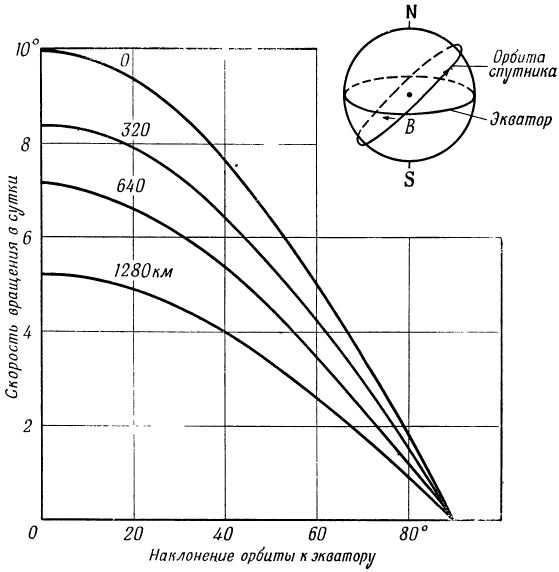 N
Орбита
спутника
Экватор
B
S
10°
8
6
4
2
0
320
640
1280 км
Скорость вращения в сутки
0
20
40
60
80°
Наклонение орбиты к экватору